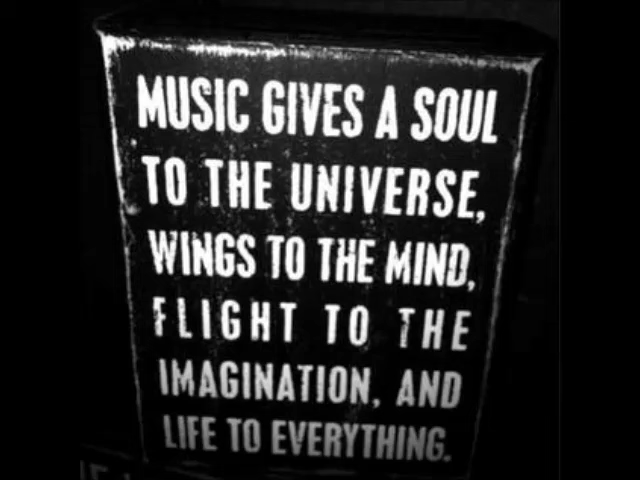 MUSIC GIVES A SOUL
TO THE UNIVERSE,
WINGS TO THE MIND,
FLIGHT TO THE
IMAGINATION, AND
LIFE TO EVERYTHING.